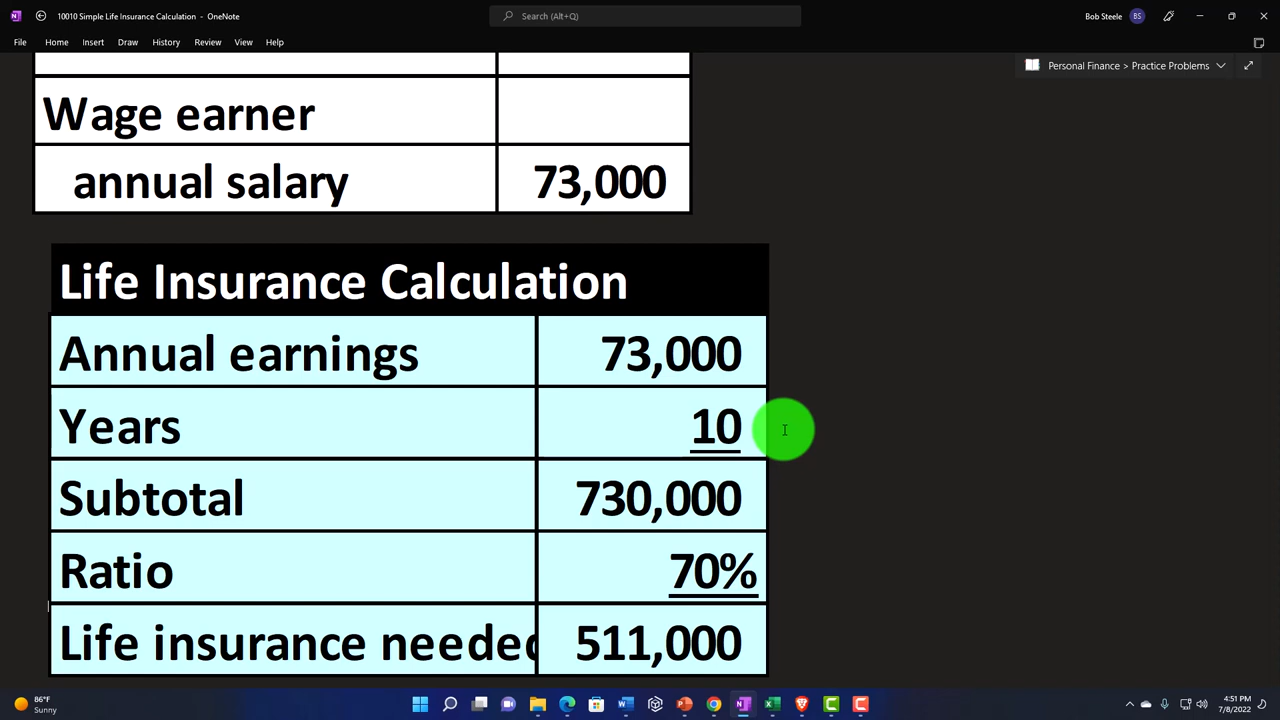 10010 Simple Life Insurance Calculation - OneNote
Search (Alt+Q)
Bob Steele
BS
File Home Insert Draw History Review View Help
Personal Finance > Practice Problems
Wage earner
annual salary 73,000
Life Insurance Calculation
Annual earnings 73,000
Years 10
Subtotal 730,000
Ratio 70%
Life insurance needed 511,000
86°F
Sunny
4:51 PM
7/8/2022